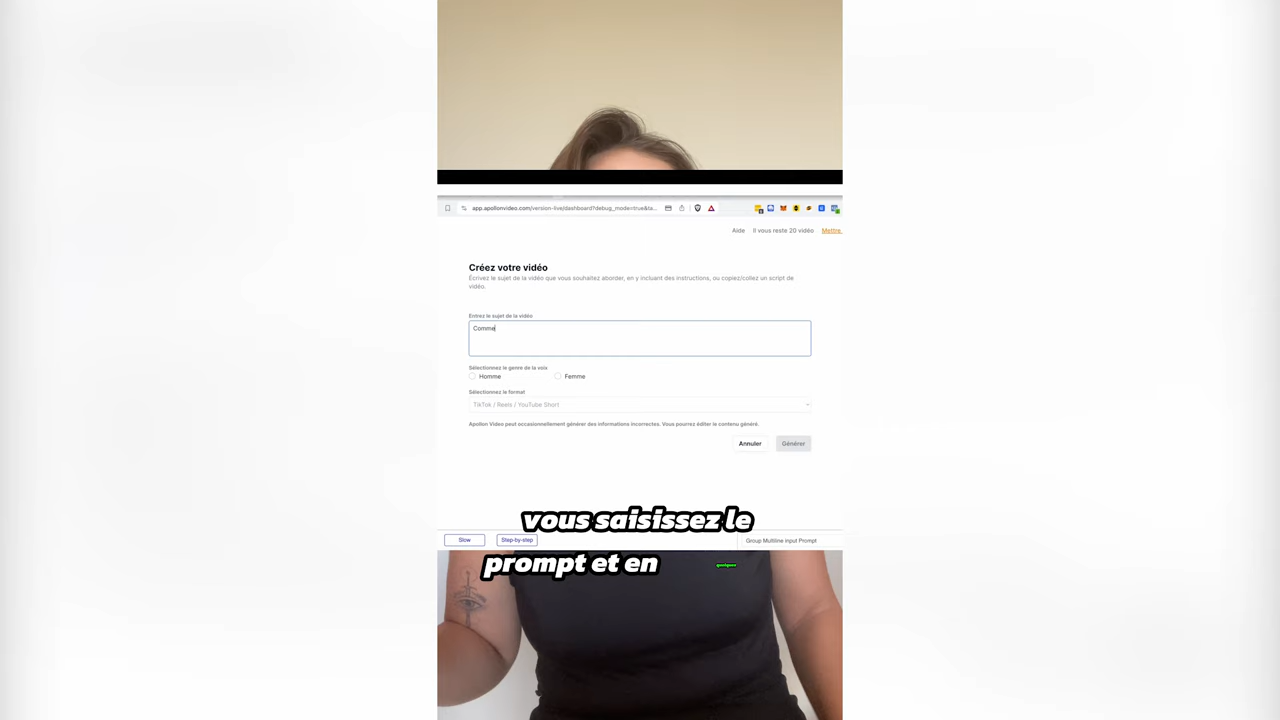 app.apollonvideo.com/version-live/dashboard?debug_mode=true&ta...
Aide Il vous reste 20 vidéo Mettre
Créez votre vidéo
Écrivez le sujet de la vidéo que vous souhaitez aborder, en y incluant des instructions, ou copiez/collez un script de
vidéo.
Entrez le sujet de la vidéo
Comme
Sélectionnez le genre de la voix
Homme Femme
Sélectionnez le format
TikTok / Reels / YouTube Short
Apollon Video peut occasionnellement générer des informations incorrectes. Vous pourrez éditer le contenu généré.
Annuler Générer
vous saisissez le
Slow Step-by-step Group Multiline input Prompt
prompt et en quelques